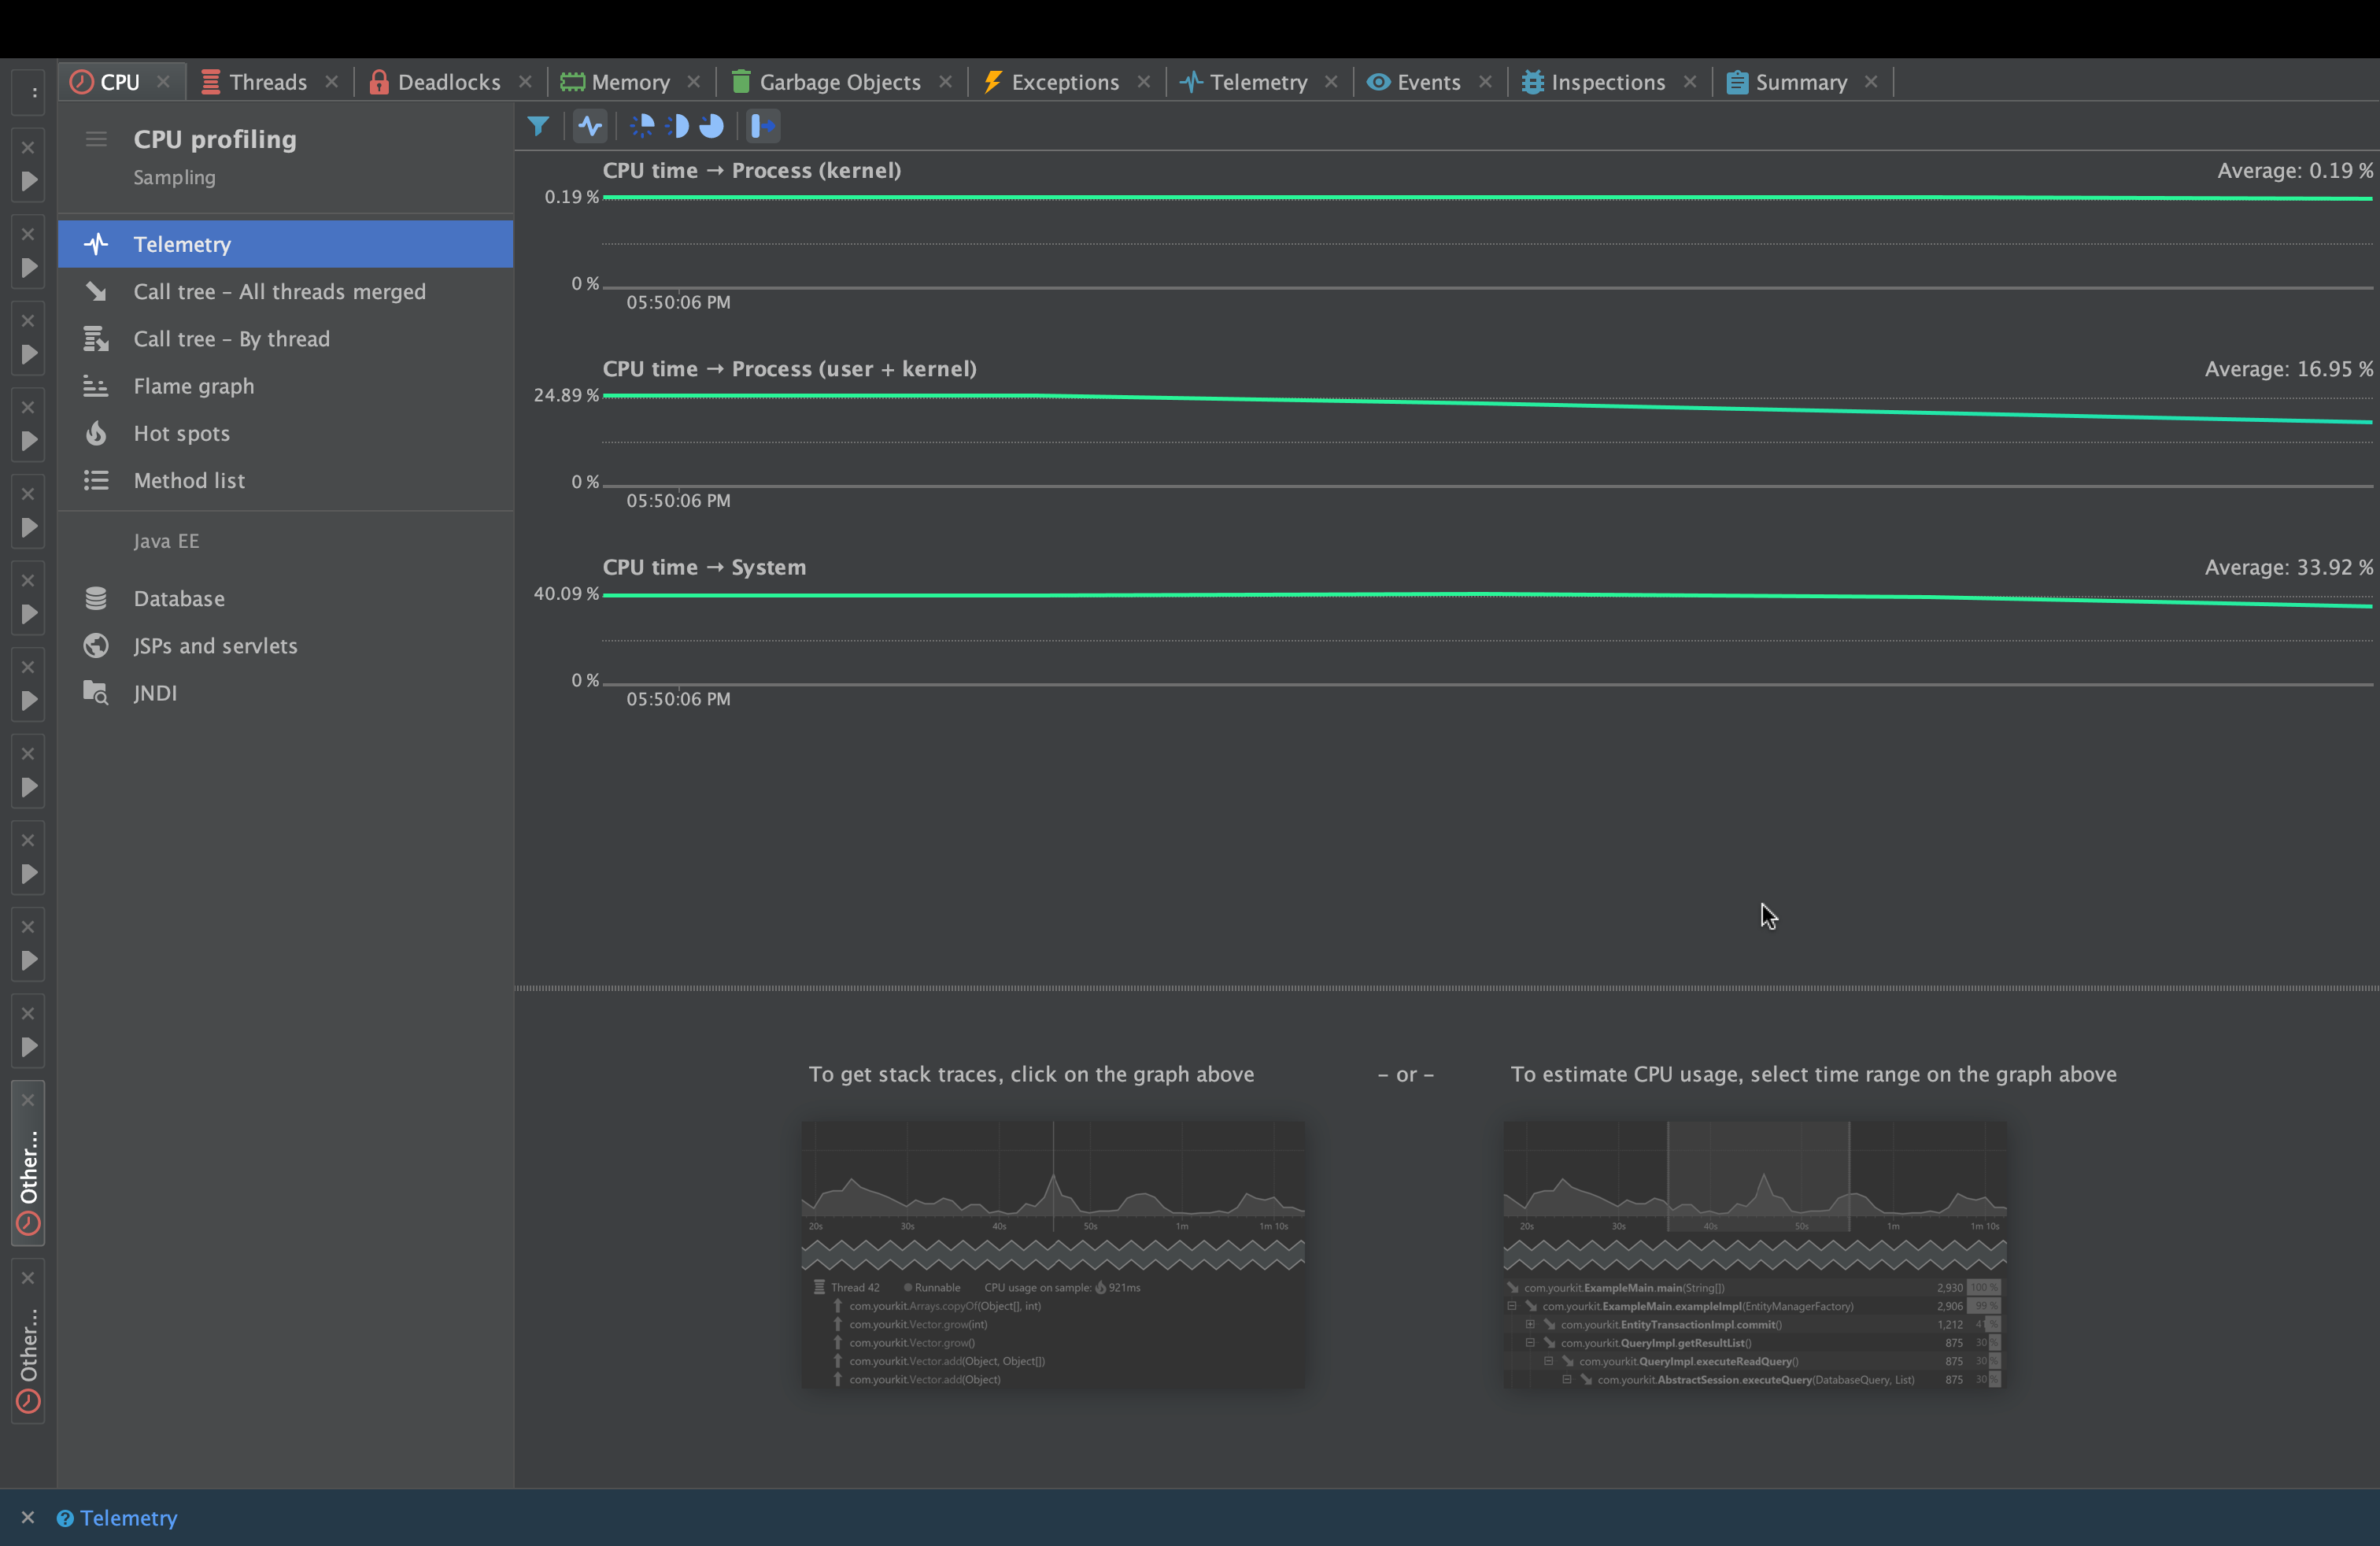 CPU Threads Deadlocks Memory Garbage Objects Exceptions Telemetry Events Inspections Summary
CPU profiling
Sampling
Telemetry
Call tree – All threads merged
Call tree – By thread
Flame graph
Hot spots
Method list
Java EE
Database
JSPs and servlets
JNDI
CPU time → Process (kernel) Average: 0.19 %
0.19 %
0 %
05:50:06 PM
CPU time → Process (user + kernel) Average: 16.95 %
24.89 %
0 %
05:50:06 PM
CPU time → System Average: 33.92 %
40.09 %
0 %
05:50:06 PM
To get stack traces, click on the graph above
– or –
To estimate CPU usage, select time range on the graph above
20s 30s 40s 50s 1m 1m 10s
Thread 42 Runnable CPU usage on sample: 921ms
com.yourkit.Arrays.copyOf(Object[], int)
com.yourkit.Vector.grow(int)
com.yourkit.Vector.grow()
com.yourkit.Vector.add(Object, Object[])
com.yourkit.Vector.add(Object)
20s 30s 40s 50s 1m 1m 10s
com.yourkit.ExampleMain.main(String[]) 2,930 100 %
com.yourkit.ExampleMain.exampleImpl(EntityManagerFactory) 2,906 99 %
com.yourkit.EntityTransactionImpl.commit() 1,212 41 %
com.yourkit.QueryImpl.getResultList() 875 30 %
com.yourkit.QueryImpl.executeReadQuery() 875 30 %
com.yourkit.AbstractSession.executeQuery(DatabaseQuery, List) 875 30 %
Other...
Other...
Telemetry